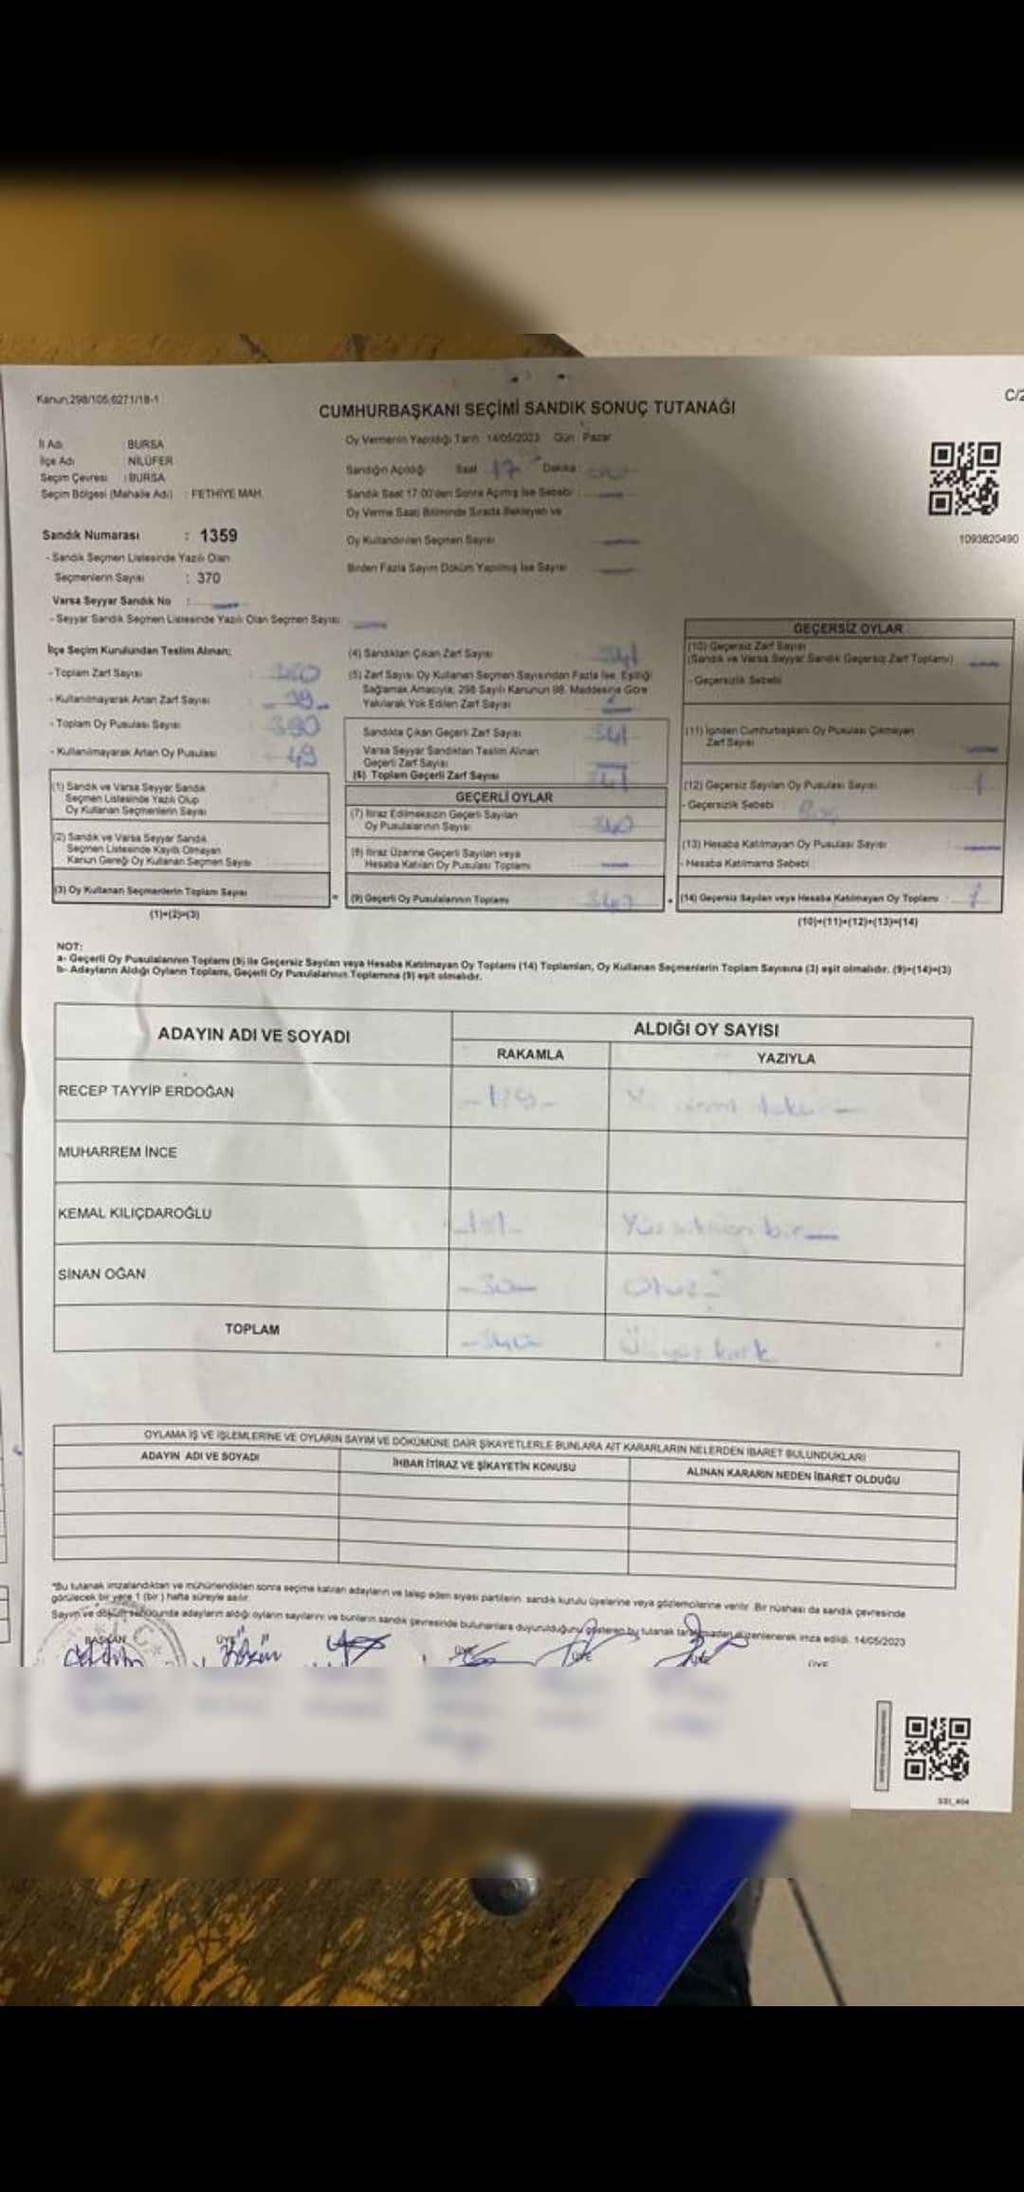 Kanun;298/105;6271/18-1
C/2
CUMHURBAŞKANI SEÇİMİ SANDIK SONUÇ TUTANAĞI
İl Adı : BURSA
İlçe Adı : NİLÜFER
Seçim Çevresi : BURSA
Seçim Bölgesi (Mahalle Adı) : FETHİYE MAH.
Oy Vermenin Yapıldığı Tarih 14/05/2023 Gün : Pazar
Sandığın Açıldığı Saat 17 Dakika
Sandık Saat 17:00'den Sonra Açılmış İse Sebebi :
Oy Verme Saati Bitiminde Sırada Bekleyen ve
Oy Kullandırılan Seçmen Sayısı
Birden Fazla Sayım Döküm Yapılmış İse Sayısı
1093820490
Sandık Numarası : 1359
- Sandık Seçmen Listesinde Yazılı Olan
Seçmenlerin Sayısı : 370
Varsa Seyyar Sandık No :
- Seyyar Sandık Seçmen Listesinde Yazılı Olan Seçmen Sayısı
İlçe Seçim Kurulundan Teslim Alınan;
- Toplam Zarf Sayısı
- Kullanılmayarak Artan Zarf Sayısı 39
- Toplam Oy Pusulası Sayısı 390
- Kullanılmayarak Artan Oy Pusulası 49
(1) Sandık ve Varsa Seyyar Sandık
Seçmen Listesinde Yazılı Olup
Oy Kullanan Seçmenlerin Sayısı
(2) Sandık ve Varsa Seyyar Sandık
Seçmen Listesinde Kayıtlı Olmayan
Kanun Gereği Oy Kullanan Seçmen Sayısı
(3) Oy Kullanan Seçmenlerin Toplam Sayısı
(1)+(2)=(3)
(4) Sandıktan Çıkan Zarf Sayısı 341
(5) Zarf Sayısı Oy Kullanan Seçmen Sayısından Fazla İse, Eşitliği
Sağlamak Amacıyla, 298 Sayılı Kanunun 98. Maddesine Göre
Yakılarak Yok Edilen Zarf Sayısı
Sandıkta Çıkan Geçerli Zarf Sayısı 341
Varsa Seyyar Sandıktan Teslim Alınan
Geçerli Zarf Sayısı
(6) Toplam Geçerli Zarf Sayısı 341
GEÇERLİ OYLAR
(7) İtiraz Edilmeksizin Geçerli Sayılan
Oy Pusulalarının Sayısı 340
(8) İtiraz Üzerine Geçerli Sayılan veya
Hesaba Katılan Oy Pusulası Toplamı
(9) Geçerli Oy Pusulalarının Toplamı 340
GEÇERSİZ OYLAR
(10) Geçersiz Zarf Sayısı
(Sandık ve Varsa Seyyar Sandık Geçersiz Zarf Toplamı)
- Geçersizlik Sebebi
(11) İçinden Cumhurbaşkanı Oy Pusulası Çıkmayan
Zarf Sayısı
(12) Geçersiz Sayılan Oy Pusulası Sayısı 1
- Geçersizlik Sebebi Boş
(13) Hesaba Katılmayan Oy Pusulası Sayısı
- Hesaba Katılmama Sebebi
(14) Geçersiz Sayılan veya Hesaba Katılmayan Oy Toplamı 1
(10)+(11)+(12)+(13)=(14)
NOT:
a- Geçerli Oy Pusulalarının Toplamı (9) ile Geçersiz Sayılan veya Hesaba Katılmayan Oy Toplamı (14) Toplamları, Oy Kullanan Seçmenlerin Toplam Sayısına (3) eşit olmalıdır. (9)+(14)=(3)
b- Adayların Aldığı Oyların Toplamı, Geçerli Oy Pusulalarının Toplamına (9) eşit olmalıdır.
ADAYIN ADI VE SOYADI
ALDIĞI OY SAYISI
RAKAMLA YAZIYLA
RECEP TAYYİP ERDOĞAN -129-
MUHARREM İNCE
KEMAL KILIÇDAROĞLU -181- Yüzseksen bir
SİNAN OĞAN -30- Otuz
TOPLAM -340- Üçyüz kırk
OYLAMA İŞ VE İŞLEMLERİNE VE OYLARIN SAYIM VE DÖKÜMÜNE DAİR ŞİKAYETLERLE BUNLARA AİT KARARLARIN NELERDEN İBARET BULUNDUKLARI
ADAYIN ADI VE SOYADI İHBAR İTİRAZ VE ŞİKAYETİN KONUSU ALINAN KARARIN NEDEN İBARET OLDUĞU
*Bu tutanak imzalandıktan ve mühürlendikten sonra seçime katılan adayların ve talep eden siyasi partilerin sandık kurulu üyelerine veya gözlemcilerine verilir. Bir nüshası da sandık çevresinde
görülecek bir yere 1 (bir) hafta süreyle asılır.
Sayım ve döküm sonucunda adayların aldığı oyların sayılarını ve bunların sandık çevresinde bulunanlara duyurulduğunu gösteren bu tutanak tarafımızdan düzenlenerek imza edildi. 14/05/2023
BAŞKAN ÜYE ÜYE ÜYE ÜYE ÜYE